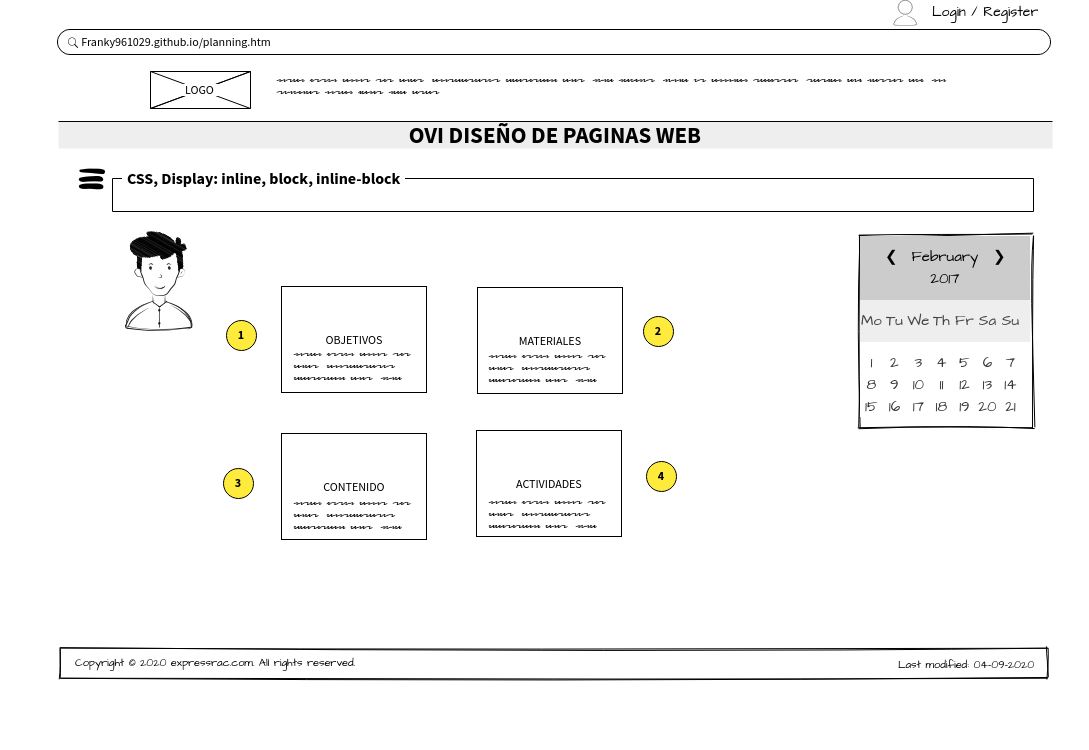 Login / Register
Franky961029.github.io/planning.htm
LOGO
OVI DISEÑO DE PAGINAS WEB
CSS, Display: inline, block, inline-block
❮ February ❯
2017
Mo Tu We Th Fr Sa Su
1 2 3 4 5 6 7
8 9 10 11 12 13 14
15 16 17 18 19 20 21
1
OBJETIVOS
MATERIALES
2
3
CONTENIDO
ACTIVIDADES
4
Copyright © 2020 expressrac.com. All rights reserved.
Last modified: 04-09-2020